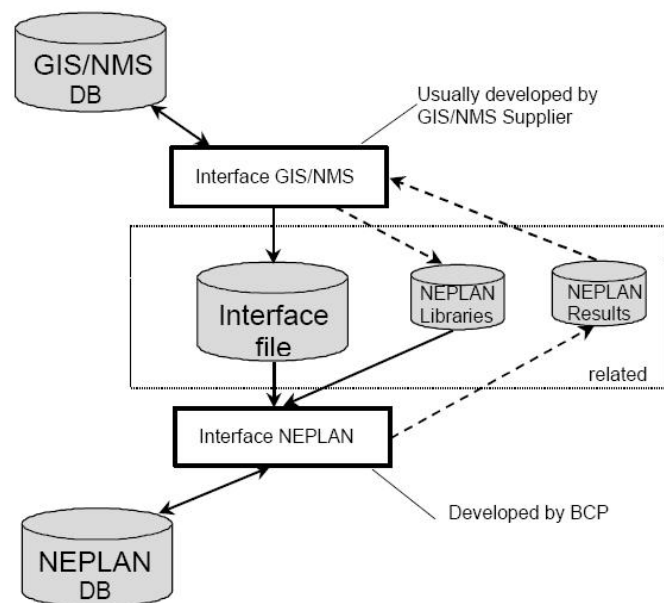 GIS/NMS
DB
Usually developed by
GIS/NMS Supplier
Interface GIS/NMS
Interface
file
NEPLAN
Libraries
NEPLAN
Results
related
Interface NEPLAN
Developed by BCP
NEPLAN
DB